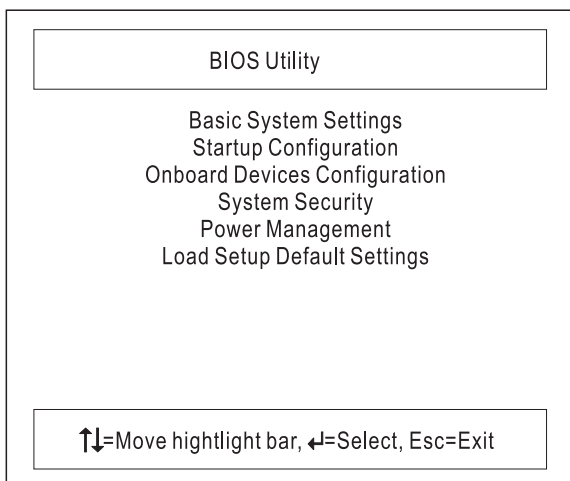 BIOS Utility
Basic System Settings
Startup Configuration
Onboard Devices Configuration
System Security
Power Management
Load Setup Default Settings
↑↓=Move hightlight bar, ↵=Select, Esc=Exit